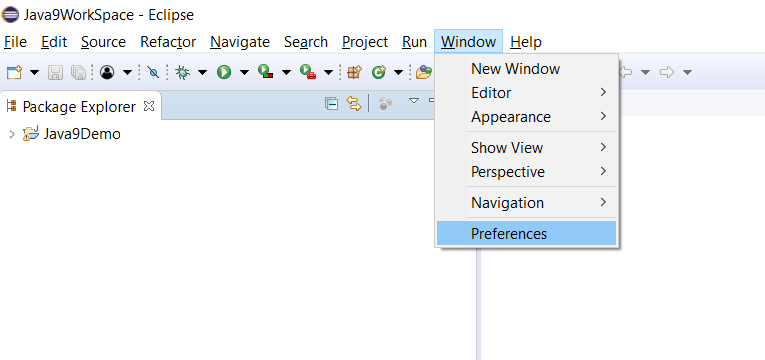 Java9WorkSpace - Eclipse
File Edit Source Refactor Navigate Search Project Run Window Help
Package Explorer
Java9Demo
New Window
Editor
Appearance
Show View
Perspective
Navigation
Preferences